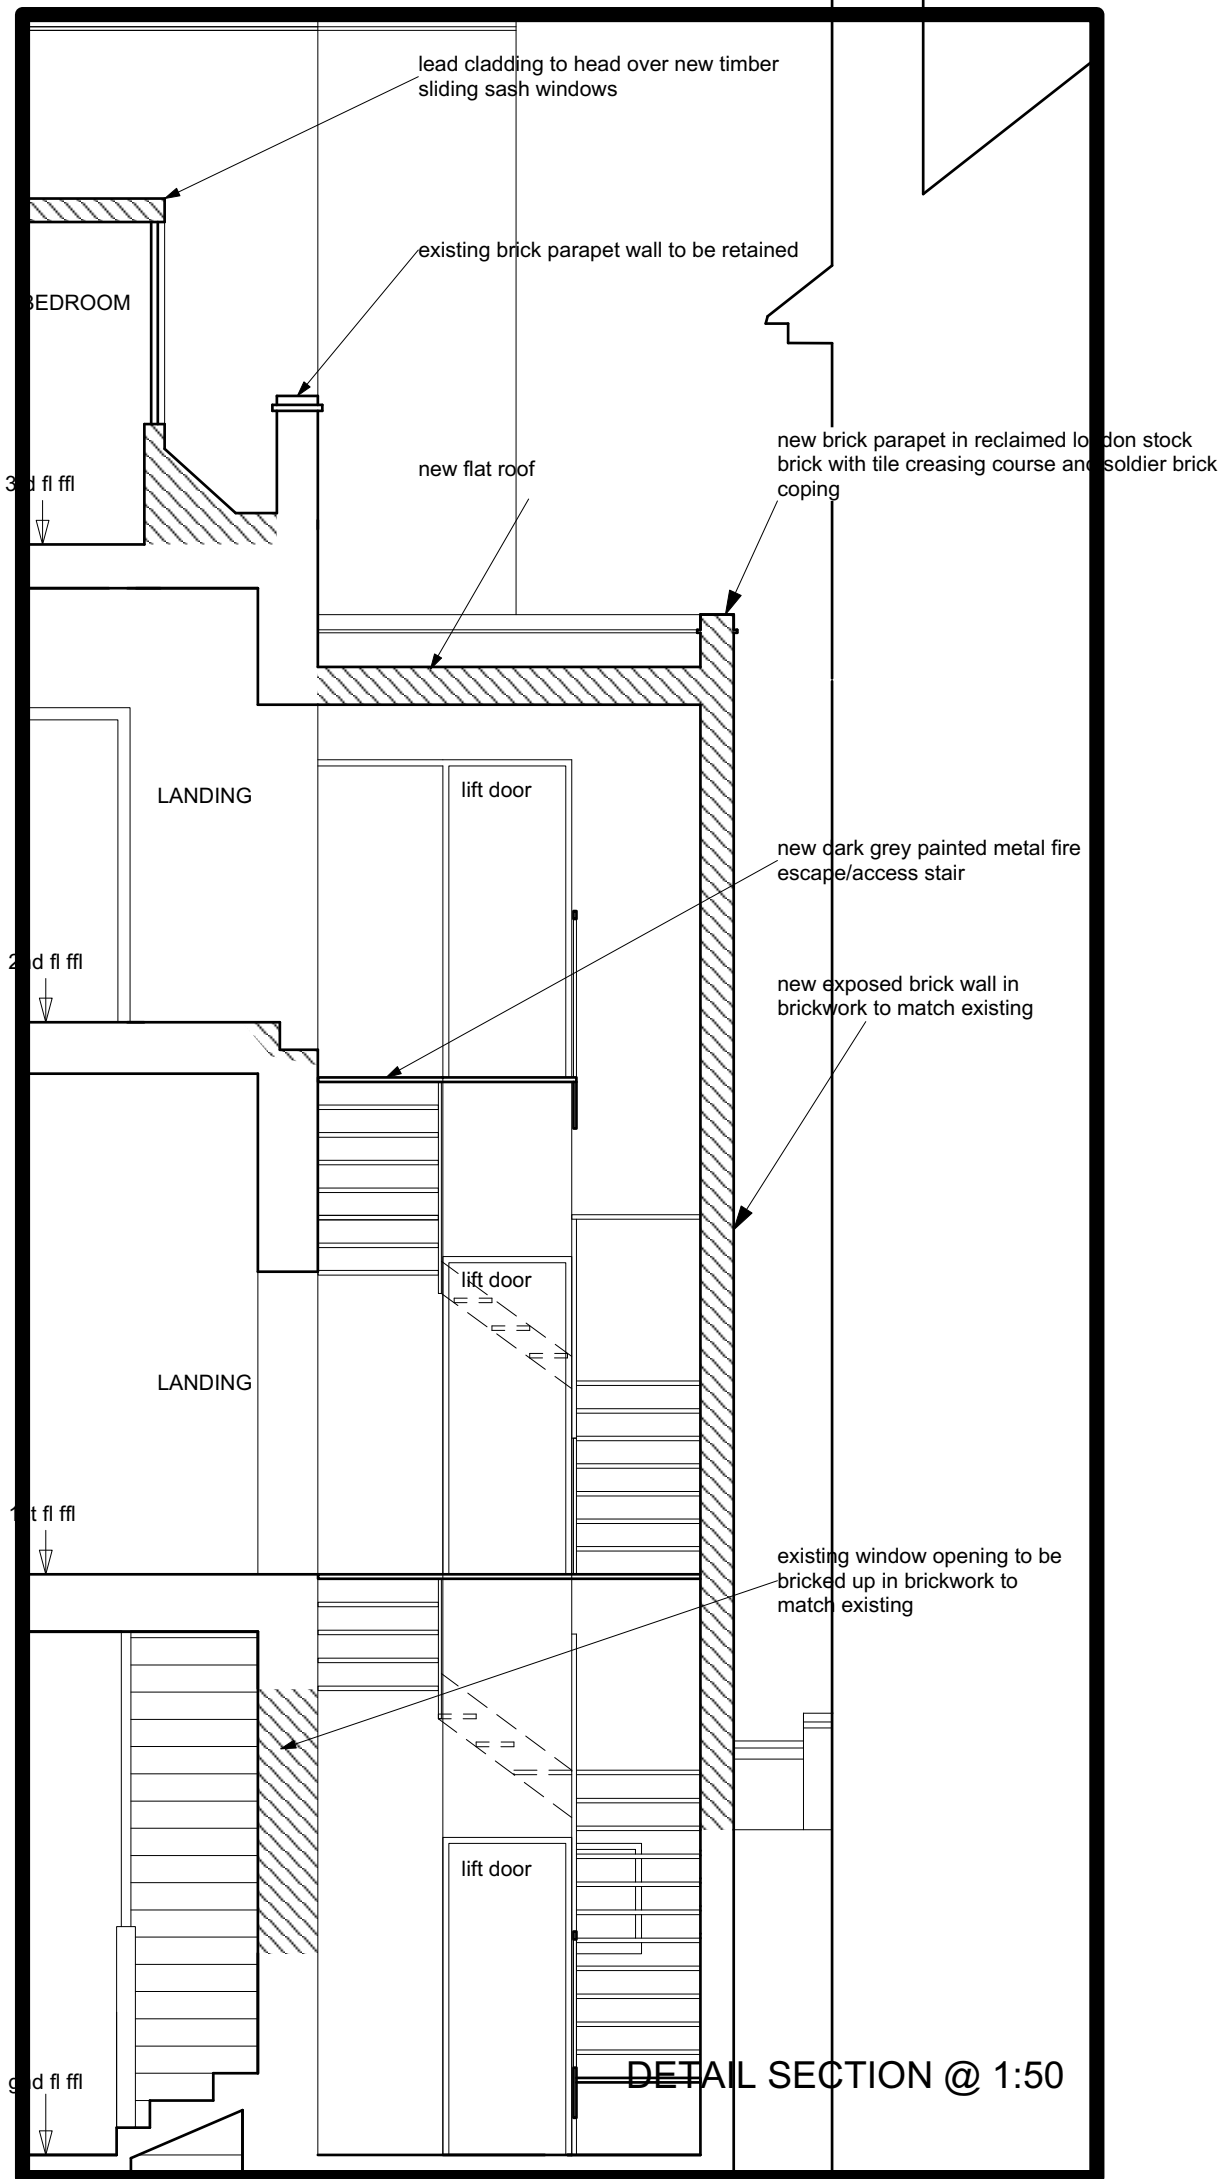 lead cladding to head over new timber
sliding sash windows
existing brick parapet wall to be retained
BEDROOM
new brick parapet in reclaimed london stock
brick with tile creasing course and soldier brick
coping
new flat roof
3rd fl ffl
LANDING
lift door
new dark grey painted metal fire
escape/access stair
2nd fl ffl
new exposed brick wall in
brickwork to match existing
lift door
LANDING
1st fl ffl
existing window opening to be
bricked up in brickwork to
match existing
lift door
gnd fl ffl
DETAIL SECTION @ 1:50